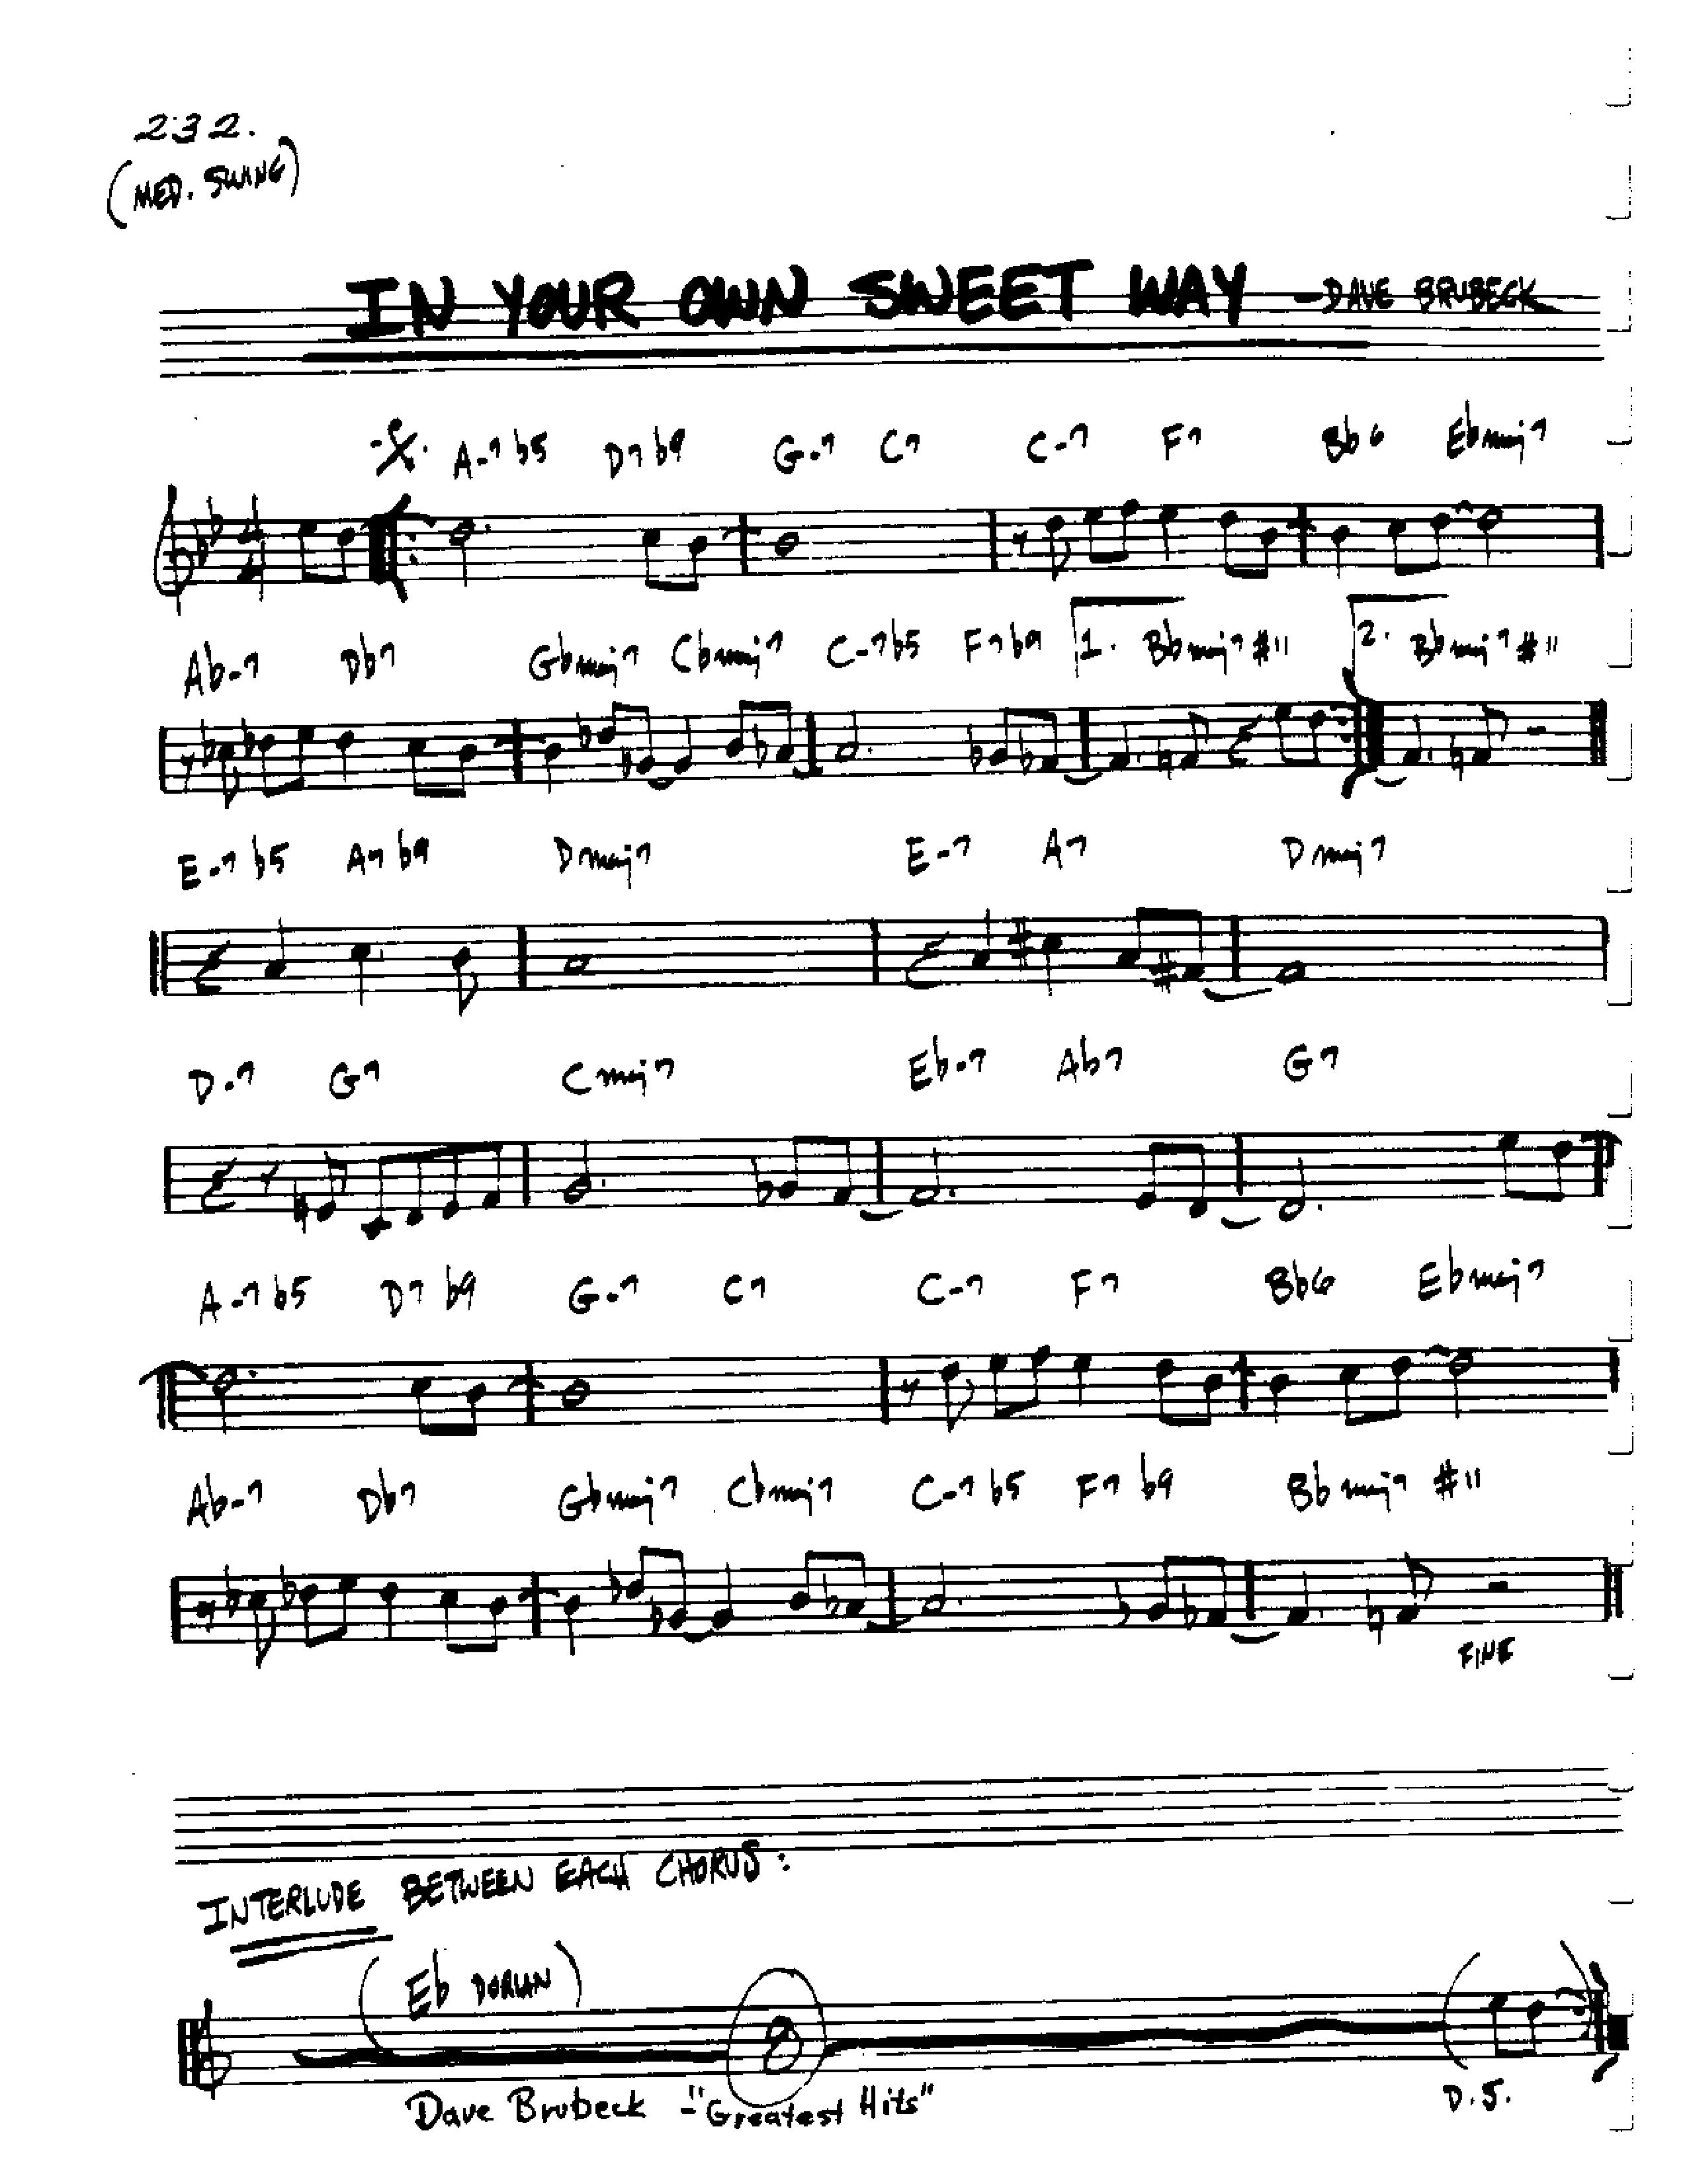 232.
(MED. SWING)
IN YOUR OWN SWEET WAY -DAVE BRUBECK
A-7b5 D7b9 G-7 C7 C-7 F7 Bb6 Ebmaj7
4
4
Ab-7 Db7 Gbmaj7 Cbmaj7 C-7b5 F7b9 1. Bbmaj7#11 2. Bbmaj7#11
E-7b5 A7b9 Dmaj7 E-7 A7 Dmaj7
D-7 G7 Cmaj7 Eb-7 Ab7 G7
A-7b5 D7b9 G-7 C7 C-7 F7 Bb6 Ebmaj7
Ab-7 Db7 Gbmaj7 Cbmaj7 C-7b5 F7b9 Bbmaj7#11
FINE
INTERLUDE BETWEEN EACH CHORUS:
(Eb DORIAN)
8
Dave Brubeck -"Greatest Hits" D.S.